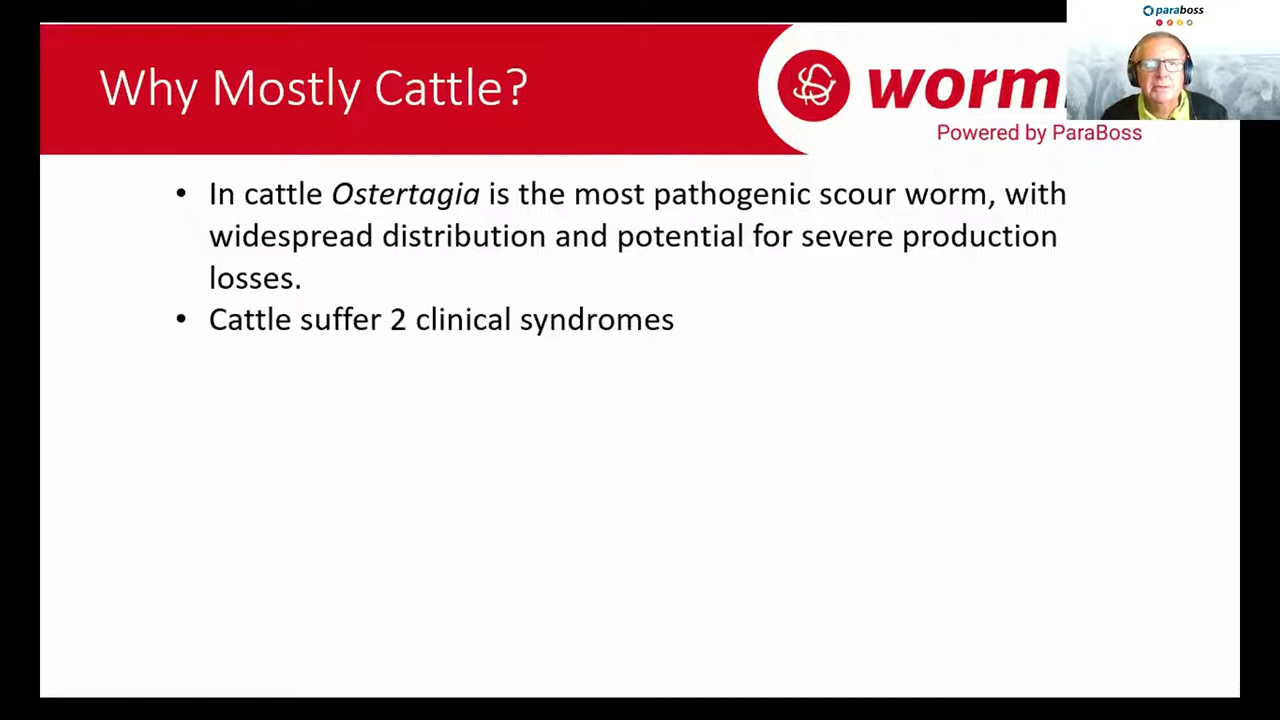 paraboss
Why Mostly Cattle?
worm
Powered by ParaBoss
• In cattle Ostertagia is the most pathogenic scour worm, with
widespread distribution and potential for severe production
losses.
• Cattle suffer 2 clinical syndromes